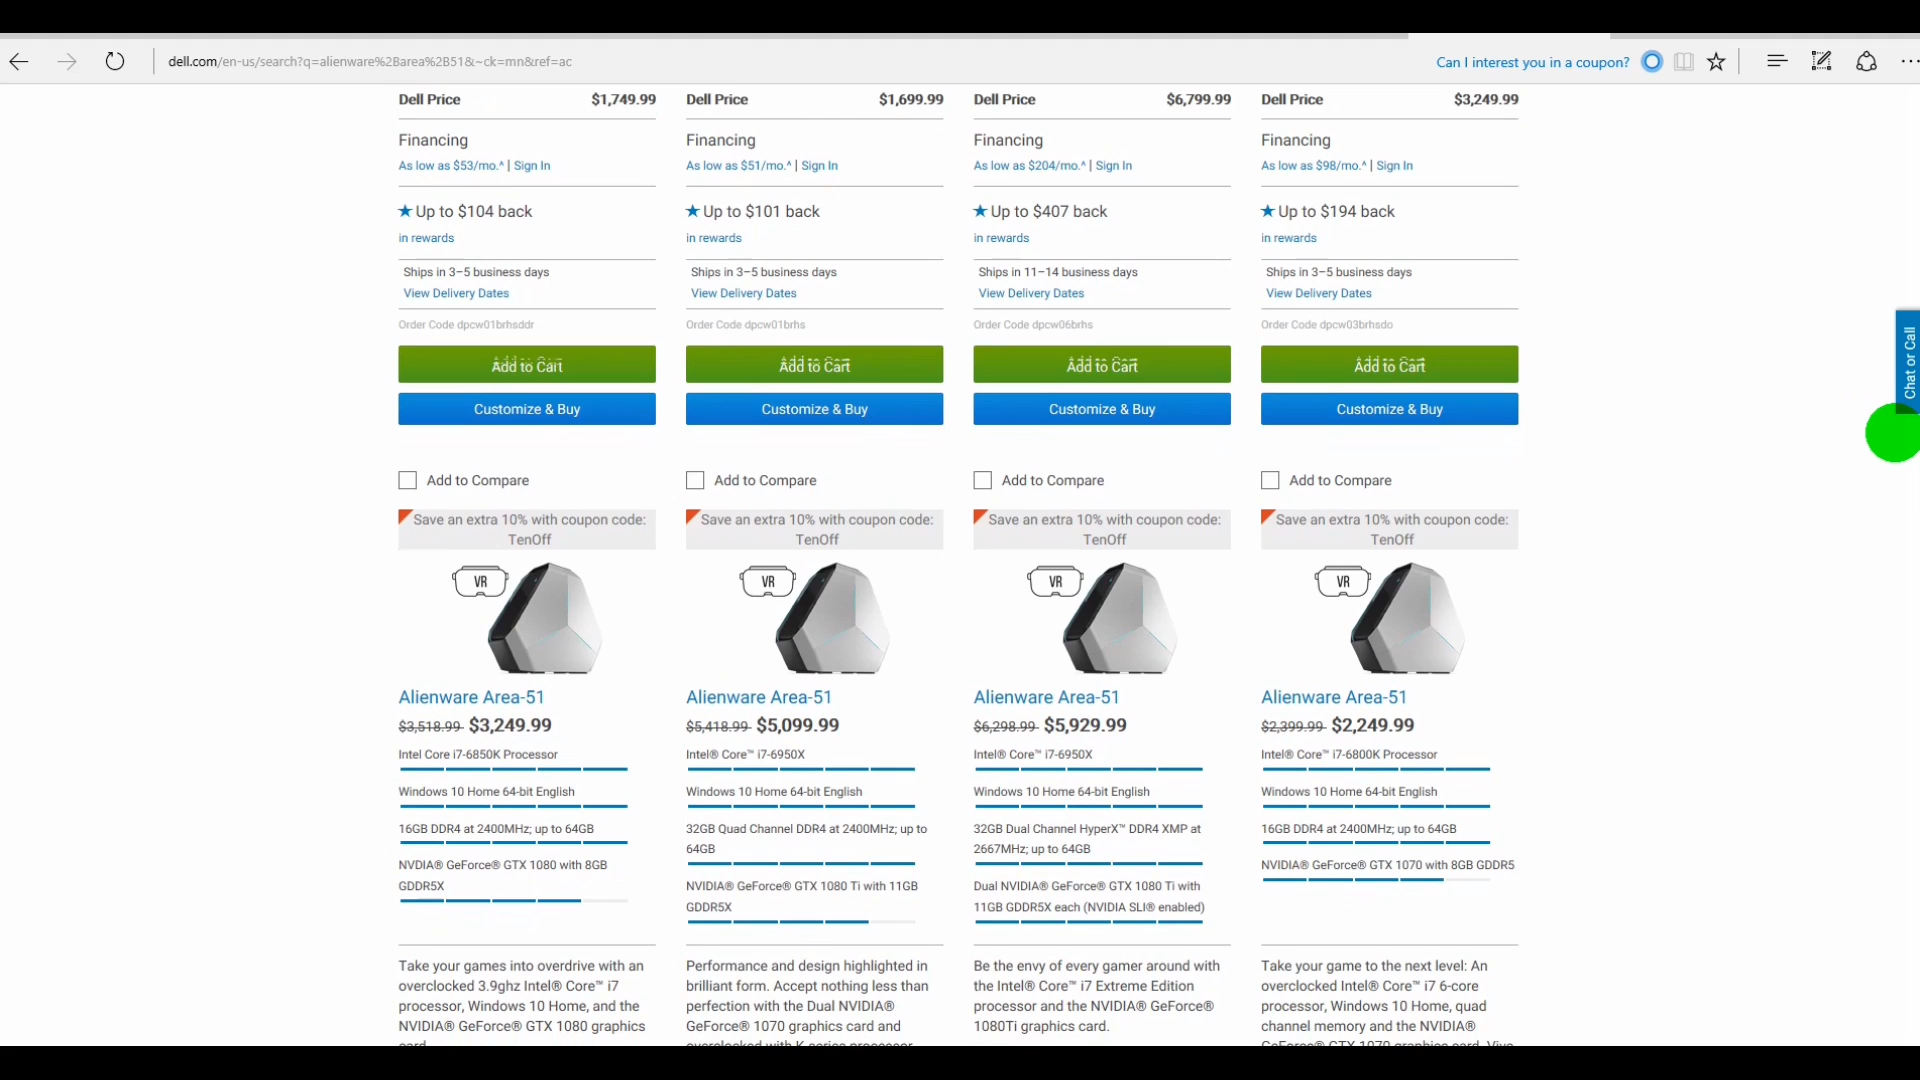 dell.com/en-us/search?q=alienware%2Barea%2B51&~ck=mn&ref=ac
Can I interest you in a coupon?
Dell Price $1,749.99
Dell Price $1,699.99
Dell Price $6,799.99
Dell Price $3,249.99
Financing
Financing
Financing
Financing
As low as $53/mo.^ | Sign In
As low as $51/mo.^ | Sign In
As low as $204/mo.^ | Sign In
As low as $98/mo.^ | Sign In
Up to $104 back
Up to $101 back
Up to $407 back
Up to $194 back
in rewards
in rewards
in rewards
in rewards
Ships in 3–5 business days
Ships in 3–5 business days
Ships in 11–14 business days
Ships in 3–5 business days
View Delivery Dates
View Delivery Dates
View Delivery Dates
View Delivery Dates
Order Code dpcw01brhsddr
Order Code dpcw01brhs
Order Code dpcw06brhs
Order Code dpcw03brhsdo
Add to Cart
Add to Cart
Add to Cart
Add to Cart
Chat or Call
Customize & Buy
Customize & Buy
Customize & Buy
Customize & Buy
Add to Compare
Add to Compare
Add to Compare
Add to Compare
Save an extra 10% with coupon code:
TenOff
Save an extra 10% with coupon code:
TenOff
Save an extra 10% with coupon code:
TenOff
Save an extra 10% with coupon code:
TenOff
VR
VR
VR
VR
Alienware Area-51
$3,518.99 $3,249.99
Intel Core i7-6850K Processor
Windows 10 Home 64-bit English
16GB DDR4 at 2400MHz; up to 64GB
NVIDIA® GeForce® GTX 1080 with 8GB
GDDR5X
Take your games into overdrive with an
overclocked 3.9ghz Intel® Core™ i7
processor, Windows 10 Home, and the
NVIDIA® GeForce® GTX 1080 graphics
card.
Alienware Area-51
$5,418.99 $5,099.99
Intel® Core™ i7-6950X
Windows 10 Home 64-bit English
32GB Quad Channel DDR4 at 2400MHz; up to
64GB
NVIDIA® GeForce® GTX 1080 Ti with 11GB
GDDR5X
Performance and design highlighted in
brilliant form. Accept nothing less than
perfection with the Dual NVIDIA®
GeForce® 1070 graphics card and
overclocked with K-series processor
Alienware Area-51
$6,298.99 $5,929.99
Intel® Core™ i7-6950X
Windows 10 Home 64-bit English
32GB Dual Channel HyperX™ DDR4 XMP at
2667MHz; up to 64GB
Dual NVIDIA® GeForce® GTX 1080 Ti with
11GB GDDR5X each (NVIDIA SLI® enabled)
Be the envy of every gamer around with
the Intel® Core™ i7 Extreme Edition
processor and the NVIDIA® GeForce®
1080Ti graphics card.
Alienware Area-51
$2,399.99 $2,249.99
Intel® Core™ i7-6800K Processor
Windows 10 Home 64-bit English
16GB DDR4 at 2400MHz; up to 64GB
NVIDIA® GeForce® GTX 1070 with 8GB GDDR5
Take your game to the next level: An
overclocked Intel® Core™ i7 6-core
processor, Windows 10 Home, quad
channel memory and the NVIDIA®
GeForce® GTX 1070 graphics card.